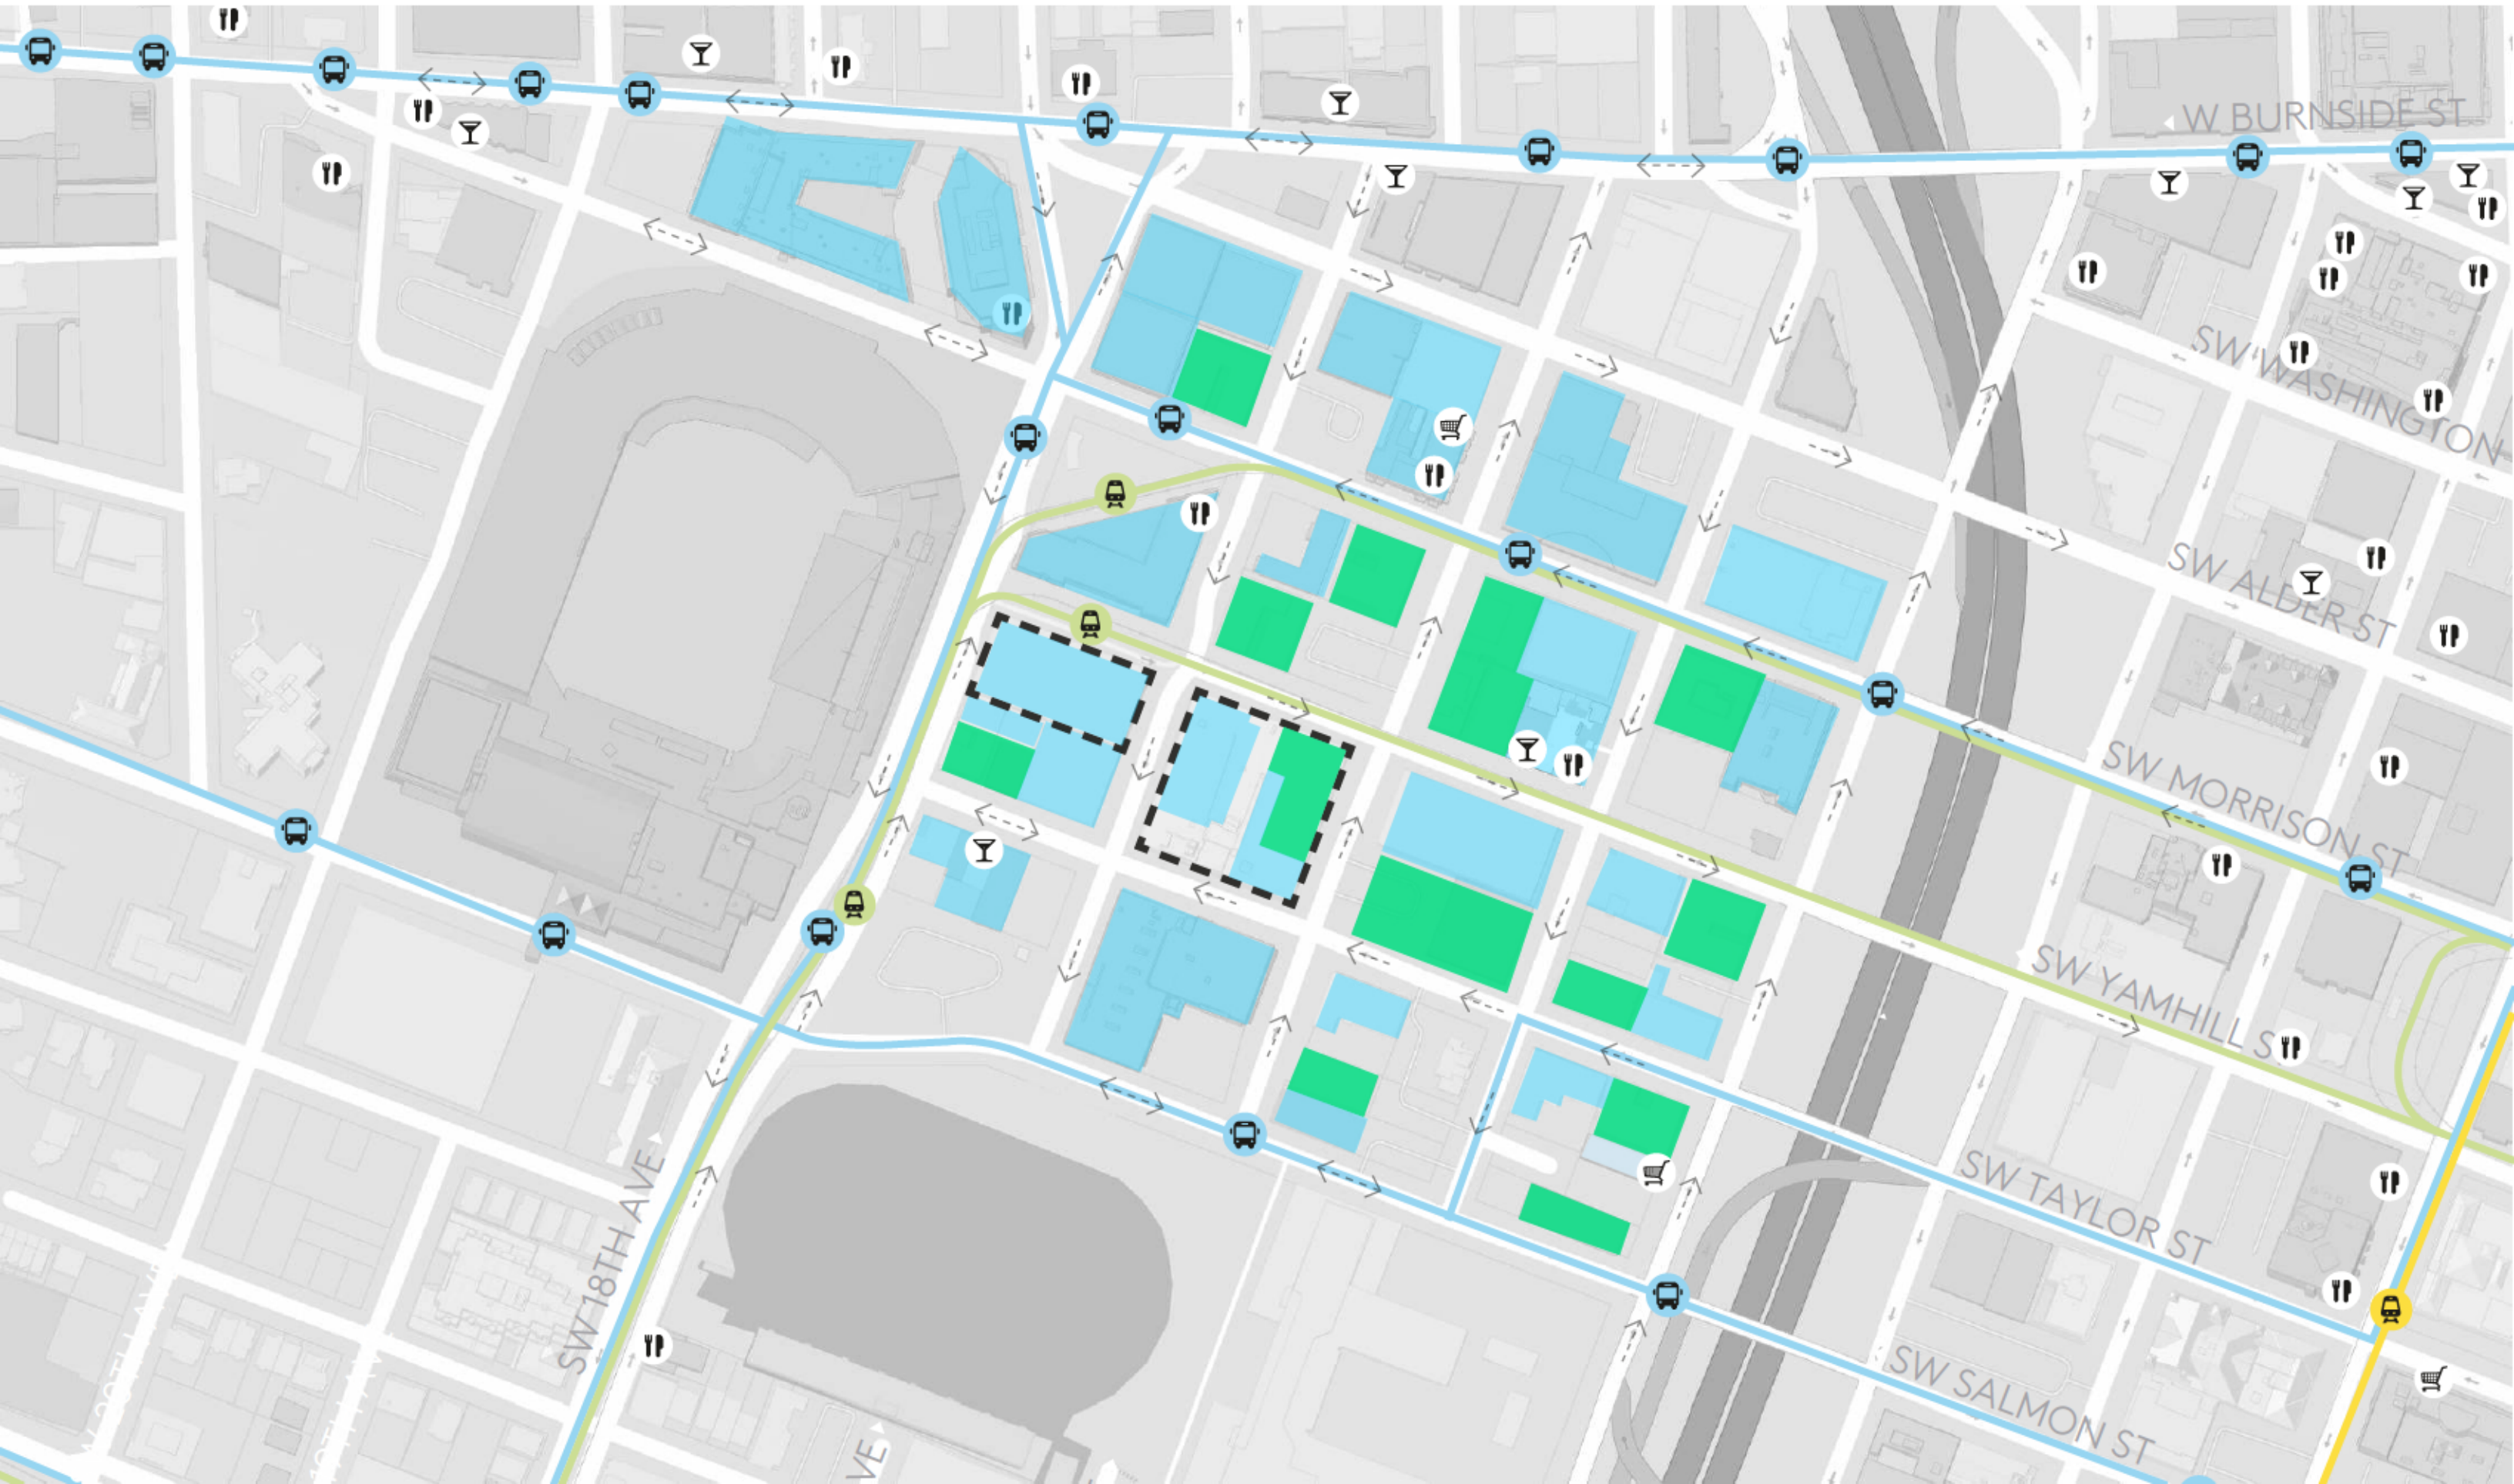 W BURNSIDE ST
SW WASHINGTON
SW ALDER ST
SW MORRISON ST
SW YAMHILL S
SW TAYLOR ST
SW 18TH AVE
SW SALMON ST
VE